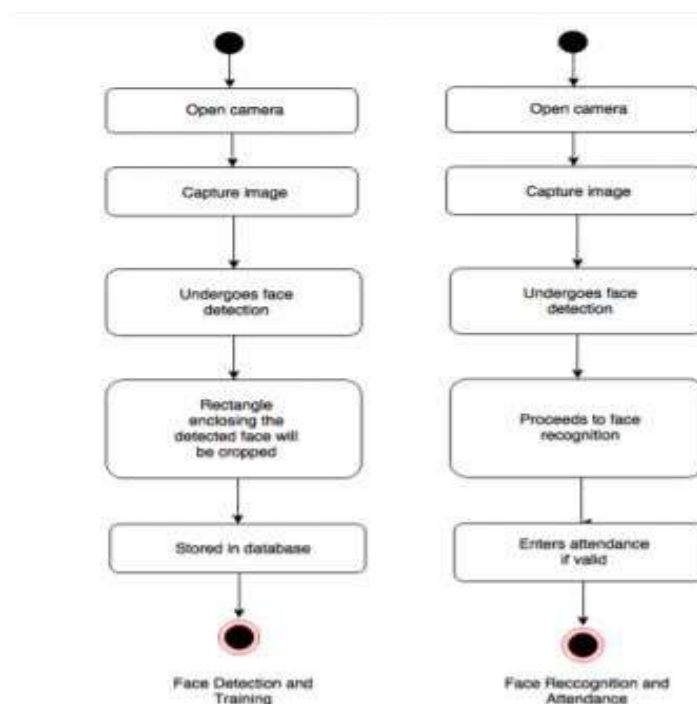 Open camera
Capture image
Undergoes face
detection
Rectangle
enclosing the
detected face will
be cropped
Stored in database
Face Detection and
Training
Open camera
Capture image
Undergoes face
detection
Proceeds to face
recognition
Enters attendance
if valid
Face Reccognition and
Attendance